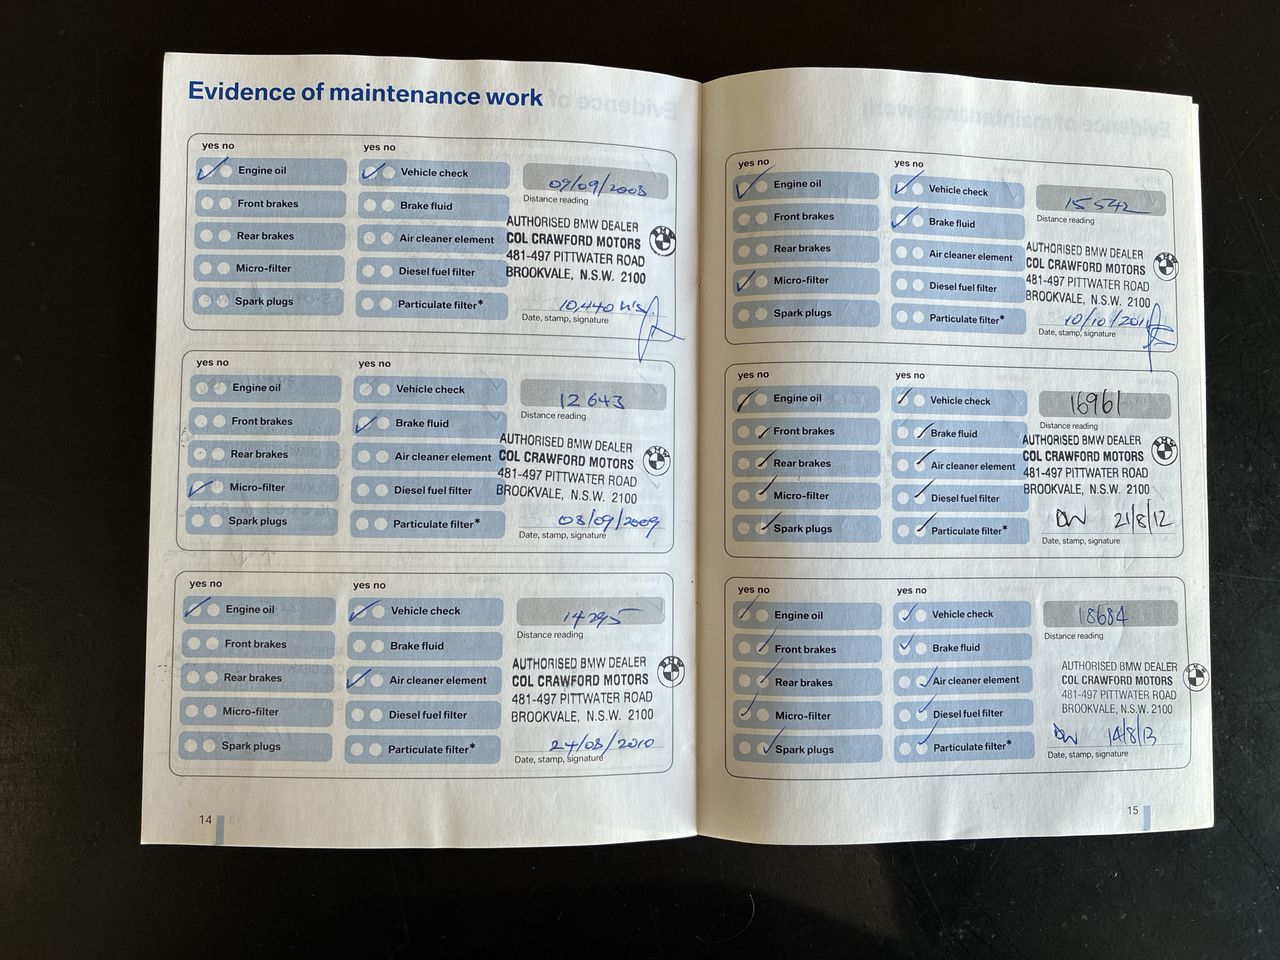 Evidence of maintenance work
yes no
yes no
Engine oil
Vehicle check
09/09/2008
Distance reading
Front brakes
Brake fluid
AUTHORISED BMW DEALER
Rear brakes
Air cleaner element
COL CRAWFORD MOTORS
481-497 PITTWATER ROAD
Micro-filter
Diesel fuel filter
BROOKVALE, N.S.W. 2100
BMW
Spark plugs
Particulate filter*
10,440
Date, stamp, signature
yes no
yes no
Engine oil
Vehicle check
12643
Distance reading
Front brakes
Brake fluid
AUTHORISED BMW DEALER
Rear brakes
Air cleaner element
COL CRAWFORD MOTORS
481-497 PITTWATER ROAD
Micro-filter
Diesel fuel filter
BROOKVALE, N.S.W. 2100
BMW
Spark plugs
Particulate filter*
08/09/2009
Date, stamp, signature
yes no
yes no
Engine oil
Vehicle check
14295
Distance reading
Front brakes
Brake fluid
AUTHORISED BMW DEALER
Rear brakes
Air cleaner element
COL CRAWFORD MOTORS
481-497 PITTWATER ROAD
Micro-filter
Diesel fuel filter
BROOKVALE, N.S.W. 2100
BMW
Spark plugs
Particulate filter*
24/08/2010
Date, stamp, signature
14
yes no
yes no
Engine oil
Vehicle check
15542
Distance reading
Front brakes
Brake fluid
AUTHORISED BMW DEALER
Rear brakes
Air cleaner element
COL CRAWFORD MOTORS
481-497 PITTWATER ROAD
Micro-filter
Diesel fuel filter
BROOKVALE, N.S.W. 2100
BMW
Spark plugs
Particulate filter*
10/10/2011
Date, stamp, signature
yes no
yes no
Engine oil
Vehicle check
16961
Distance reading
Front brakes
Brake fluid
AUTHORISED BMW DEALER
Rear brakes
Air cleaner element
COL CRAWFORD MOTORS
481-497 PITTWATER ROAD
Micro-filter
Diesel fuel filter
BROOKVALE, N.S.W. 2100
BMW
Spark plugs
Particulate filter*
DW 21/8/12
Date, stamp, signature
yes no
yes no
Engine oil
Vehicle check
18684
Distance reading
Front brakes
Brake fluid
AUTHORISED BMW DEALER
Rear brakes
Air cleaner element
COL CRAWFORD MOTORS
481-497 PITTWATER ROAD
Micro-filter
Diesel fuel filter
BROOKVALE, N.S.W. 2100
BMW
Spark plugs
Particulate filter*
DW 14/8/13
Date, stamp, signature
15